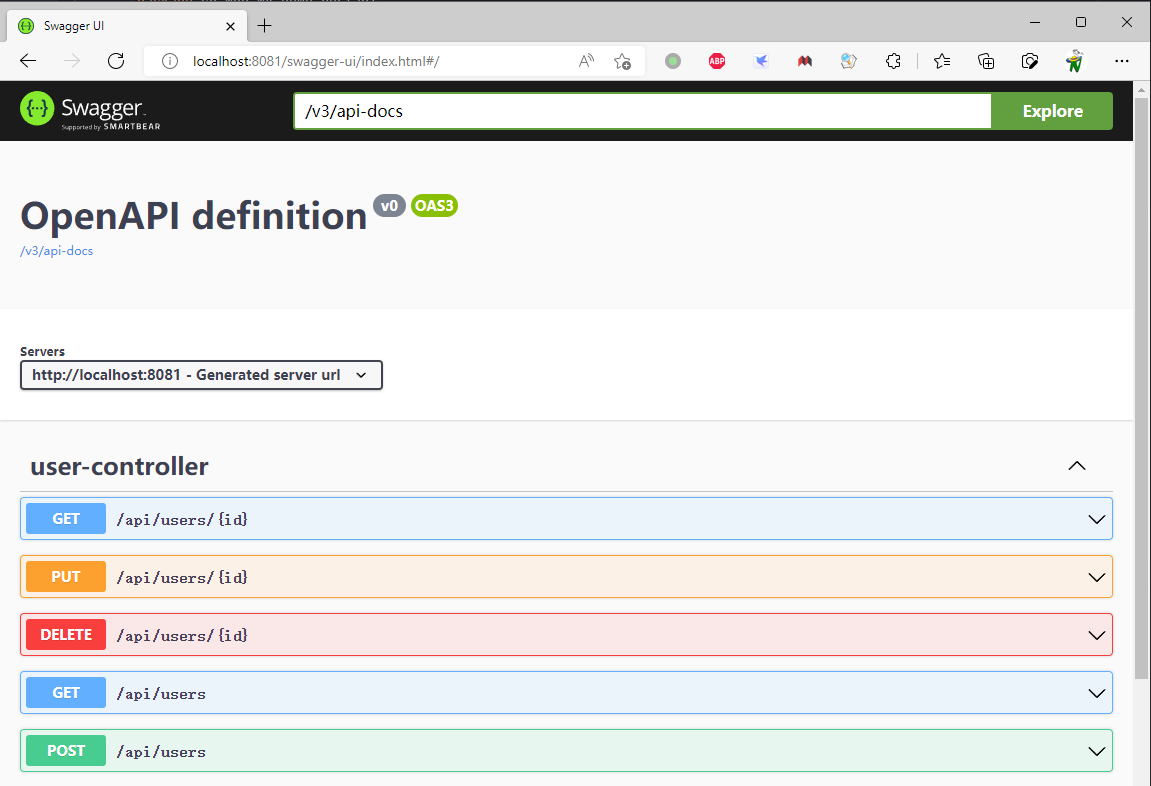 Swagger UI
localhost:8081/swagger-ui/index.html#/
ABP
Swagger
Supported by SMARTBEAR
/v3/api-docs
Explore
OpenAPI definition v0 OAS3
/v3/api-docs
Servers
http://localhost:8081 - Generated server url
user-controller
GET /api/users/{id}
PUT /api/users/{id}
DELETE /api/users/{id}
GET /api/users
POST /api/users